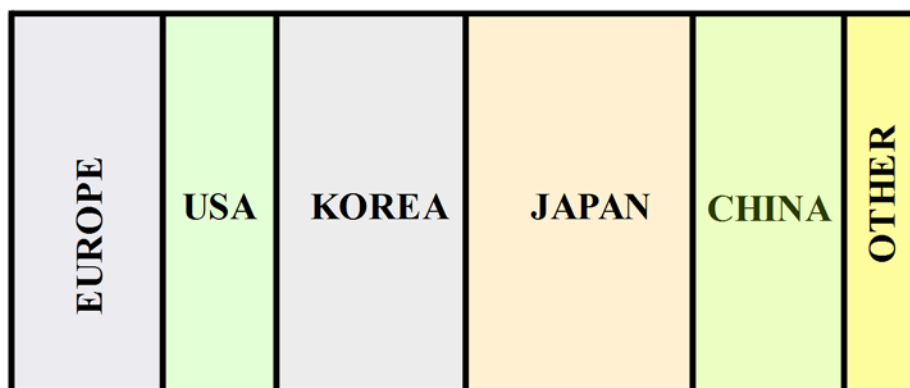 EUROPE
USA
KOREA
JAPAN
CHINA
OTHER